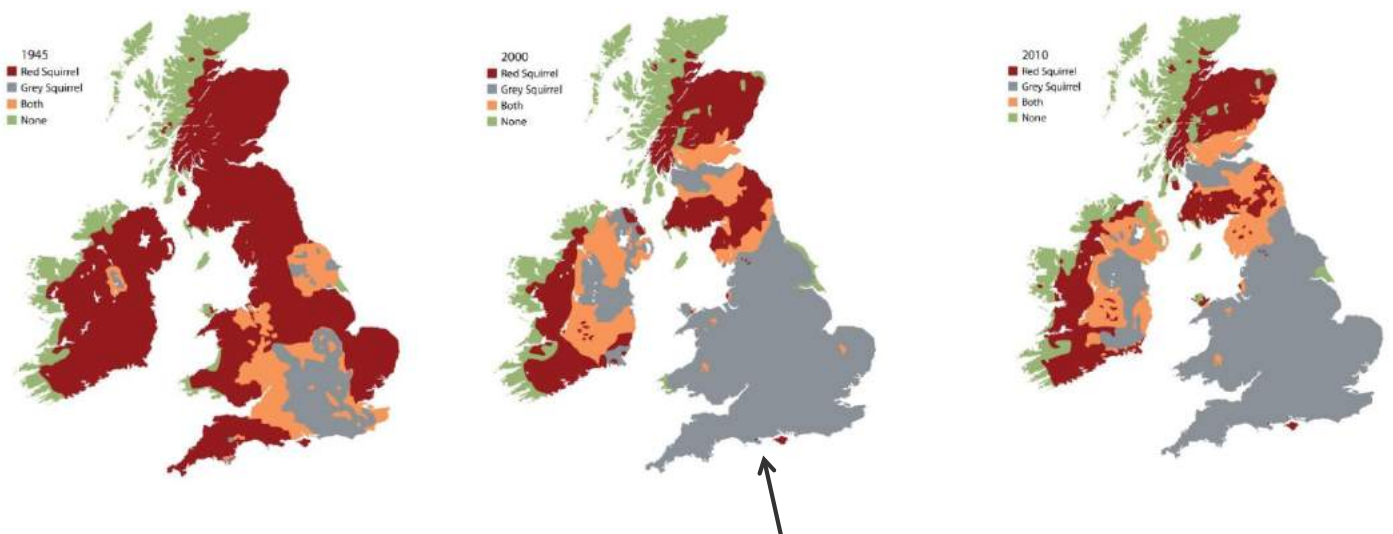 1945
Red Squirrel
Grey Squirrel
Both
None
2000
Red Squirrel
Grey Squirrel
Both
None
2010
Red Squirrel
Grey Squirrel
Both
None